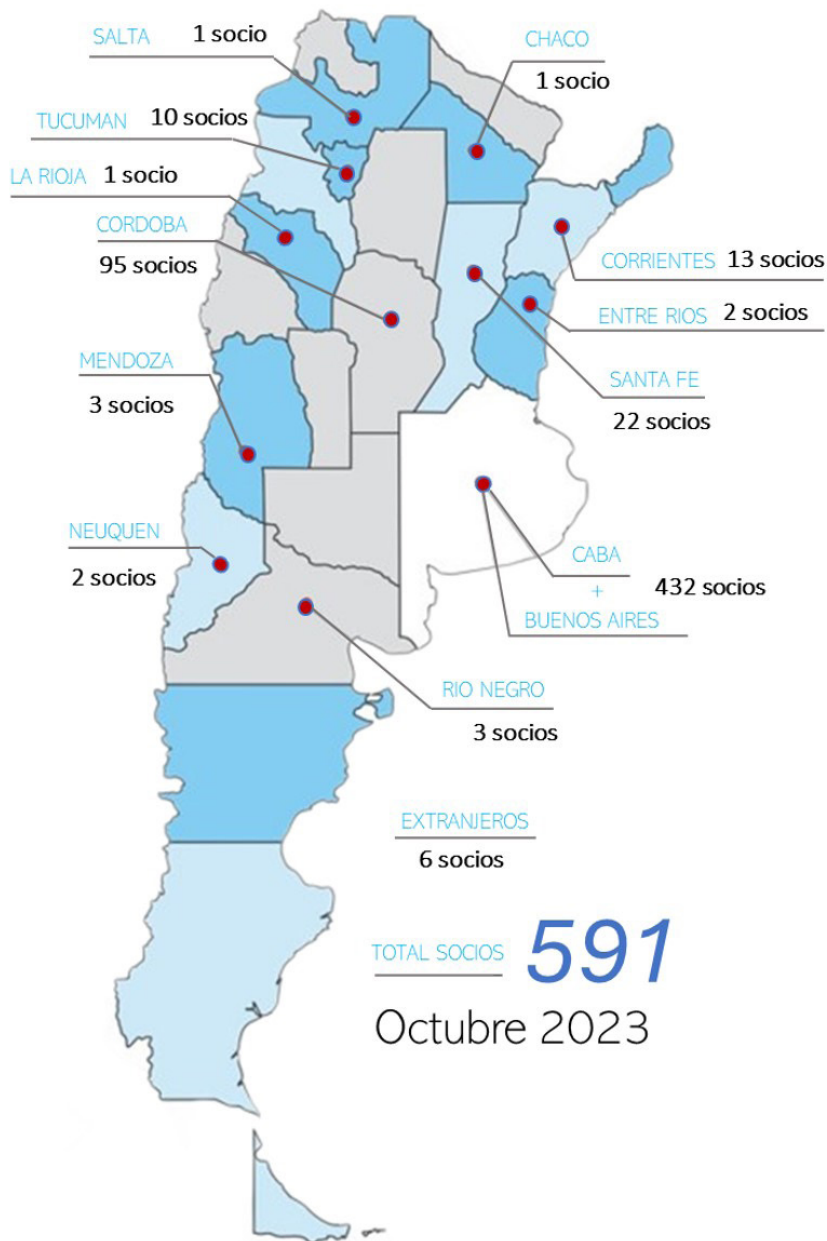 SALTA 1 socio
CHACO
1 socio
TUCUMAN 10 socios
LA RIOJA 1 socio
CORDOBA
95 socios
CORRIENTES 13 socios
ENTRE RIOS 2 socios
MENDOZA
3 socios
SANTA FE
22 socios
NEUQUEN
2 socios
CABA
+
BUENOS AIRES
432 socios
RIO NEGRO
3 socios
EXTRANJEROS
6 socios
TOTAL SOCIOS 591
Octubre 2023